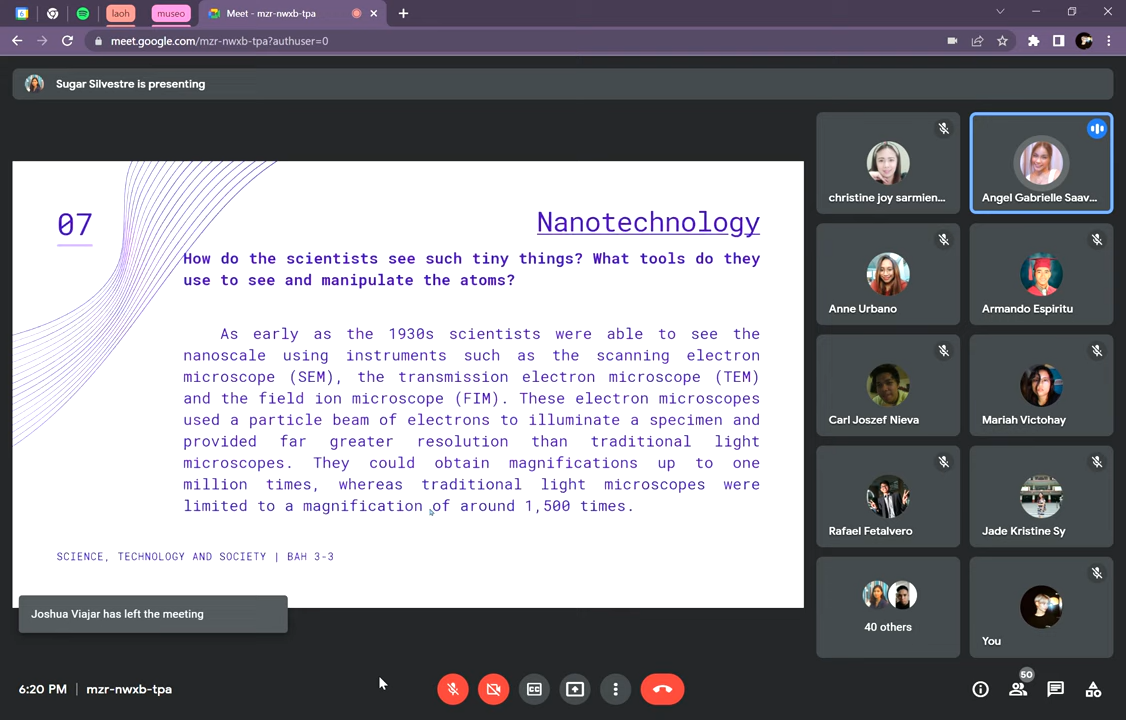 6
laoh
museo
Meet - mzr-nwxb-tpa
meet.google.com/mzr-nwxb-tpa?authuser=0
Sugar Silvestre is presenting
07
Nanotechnology
How do the scientists see such tiny things? What tools do they
use to see and manipulate the atoms?
As early as the 1930s scientists were able to see the
nanoscale using instruments such as the scanning electron
microscope (SEM), the transmission electron microscope (TEM)
and the field ion microscope (FIM). These electron microscopes
used a particle beam of electrons to illuminate a specimen and
provided far greater resolution than traditional light
microscopes. They could obtain magnifications up to one
million times, whereas traditional light microscopes were
limited to a magnification of around 1,500 times.
SCIENCE, TECHNOLOGY AND SOCIETY | BAH 3-3
Joshua Viajar has left the meeting
christine joy sarmien...
Angel Gabrielle Saav...
Anne Urbano
Armando Espiritu
Carl Joszef Nieva
Mariah Victohay
Rafael Fetalvero
Jade Kristine Sy
40 others
You
6:20 PM | mzr-nwxb-tpa
CC
50